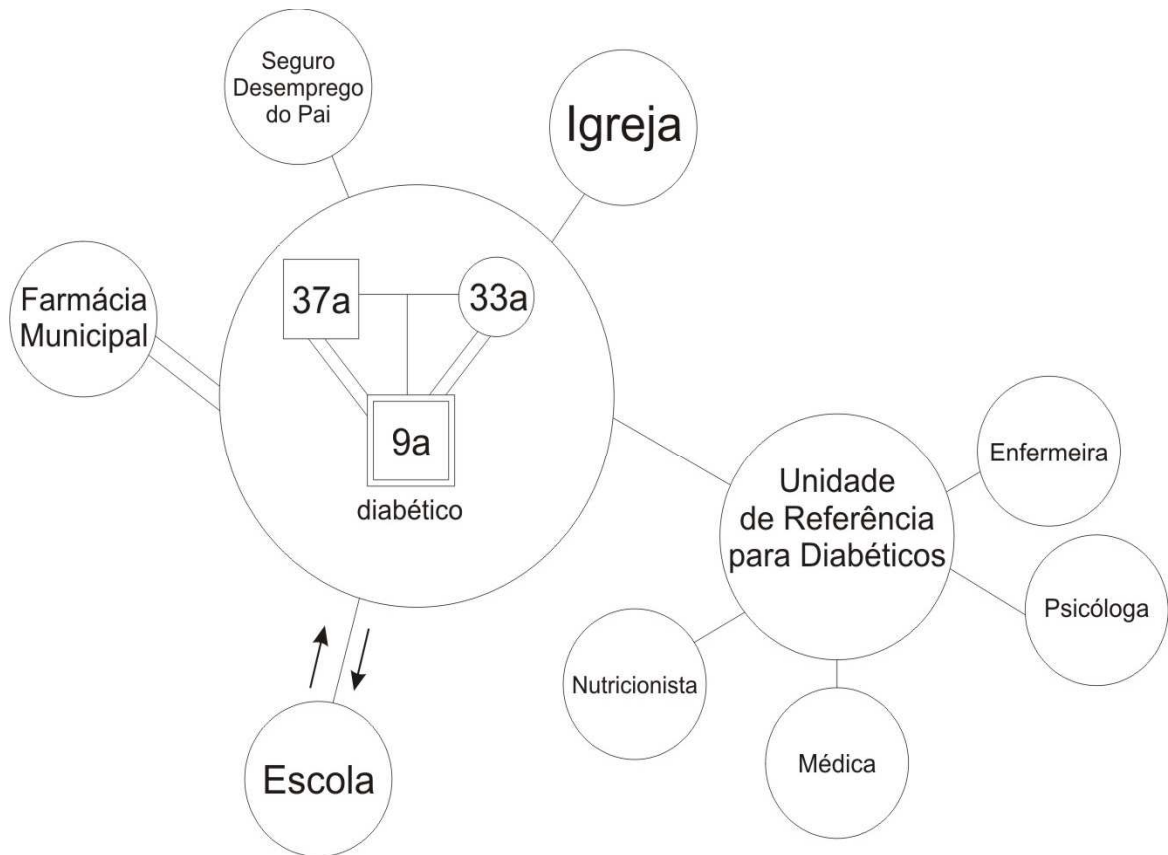 Seguro
Desemprego
do Pai
Igreja
Farmácia
Municipal
37a
33a
9a
diabético
Unidade
de Referência
para Diabéticos
Enfermeira
Psicóloga
Nutricionista
Médica
Escola